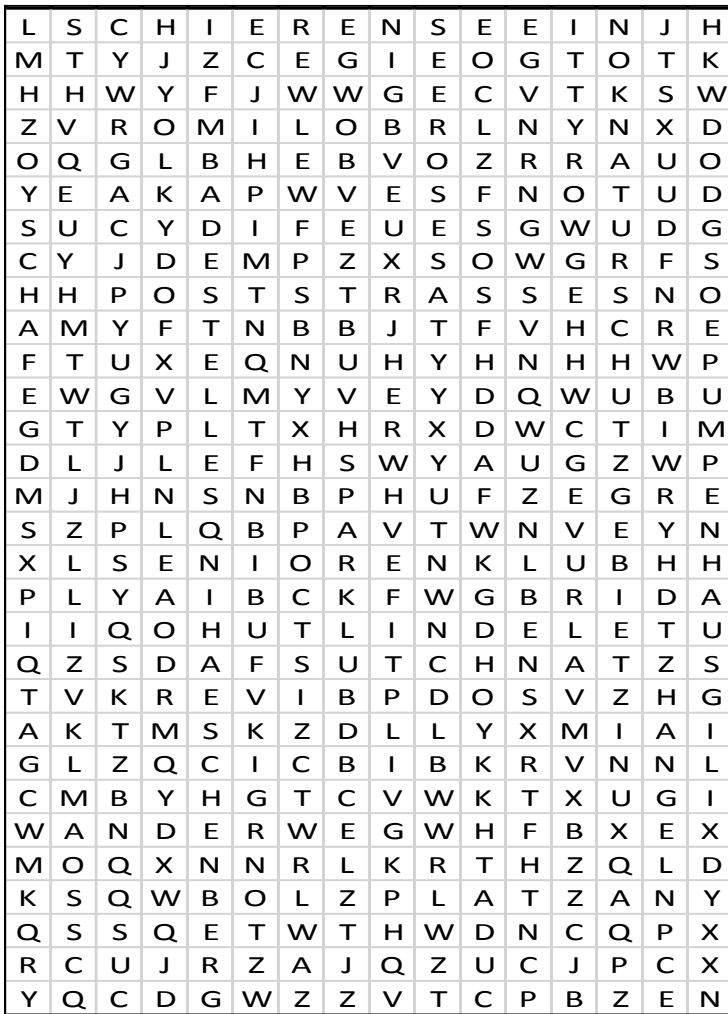 L S C H I E R E N S E E I N J H
M T Y J Z C E G I E O G T O T K
H H W Y F J W W G E C V T K S W
Z V R O M I L O B R L N Y N X D
O Q G L B H E B V O Z R R A U O
Y E A K A P W V E S F N O T U D
S U C Y D I F E U E S G W U D G
C Y J D E M P Z X S O W G R F S
H H P O S T S T R A S S E S N O
A M Y F T N B B J T F V H C R E
F T U X E Q N U H Y H N H H W P
E W G V L M Y V E Y D Q W U B U
G T Y P L T X H R X D W C T I M
D L J L E F H S W Y A U G Z W P
M J H N S N B P H U F Z E G R E
S Z P L Q B P A V T W N V E Y N
X L S E N I O R E N K L U B H H
P L Y A I B C K F W G B R I D A
I I Q O H U T L I N D E L E T U
Q Z S D A F S U T C H N A T Z S
T V K R E V I B P D O S V Z H G
A K T M S K Z D L L Y X M I A I
G L Z Q C I C B I B K R V N N L
C M B Y H G T C V W K T X U G I
W A N D E R W E G W H F B X E X
M O Q X N N R L K R T H Z Q L D
K S Q W B O L Z P L A T Z A N Y
Q S S Q E T W T H W D N C Q P X
R C U J R Z A J Q Z U C J P C X
Y Q C D G W Z Z V T C P B Z E N